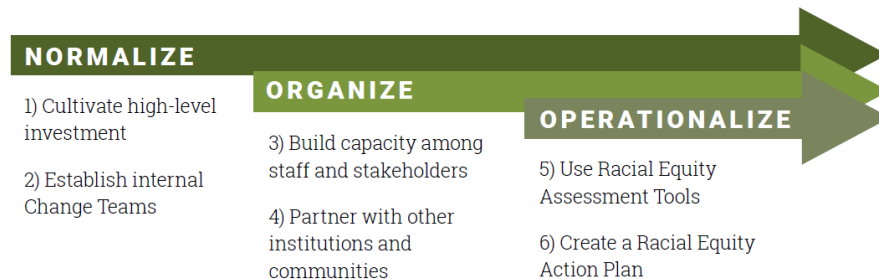 NORMALIZE
1) Cultivate high-level
investment
2) Establish internal
Change Teams
ORGANIZE
3) Build capacity among
staff and stakeholders
4) Partner with other
institutions and
communities
OPERATIONALIZE
5) Use Racial Equity
Assessment Tools
6) Create a Racial Equity
Action Plan